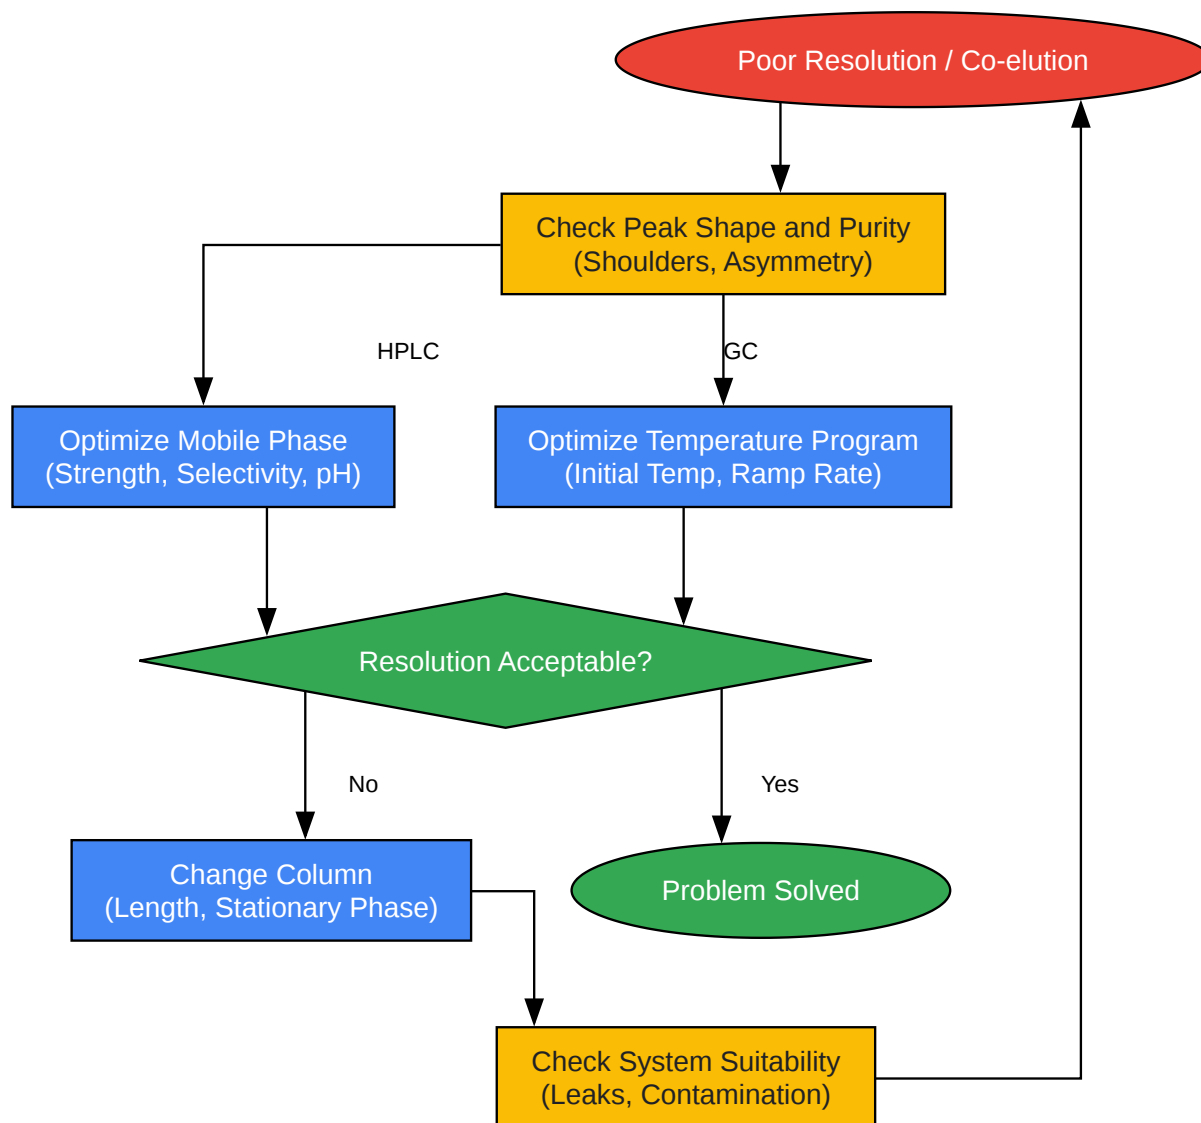 Poor Resolution / Co-elution
Check Peak Shape and Purity
(Shoulders, Asymmetry)
HPLC
GC
Optimize Mobile Phase
(Strength, Selectivity, pH)
Optimize Temperature Program
(Initial Temp, Ramp Rate)
Resolution Acceptable?
No
Yes
Change Column
(Length, Stationary Phase)
Problem Solved
Check System Suitability
(Leaks, Contamination)